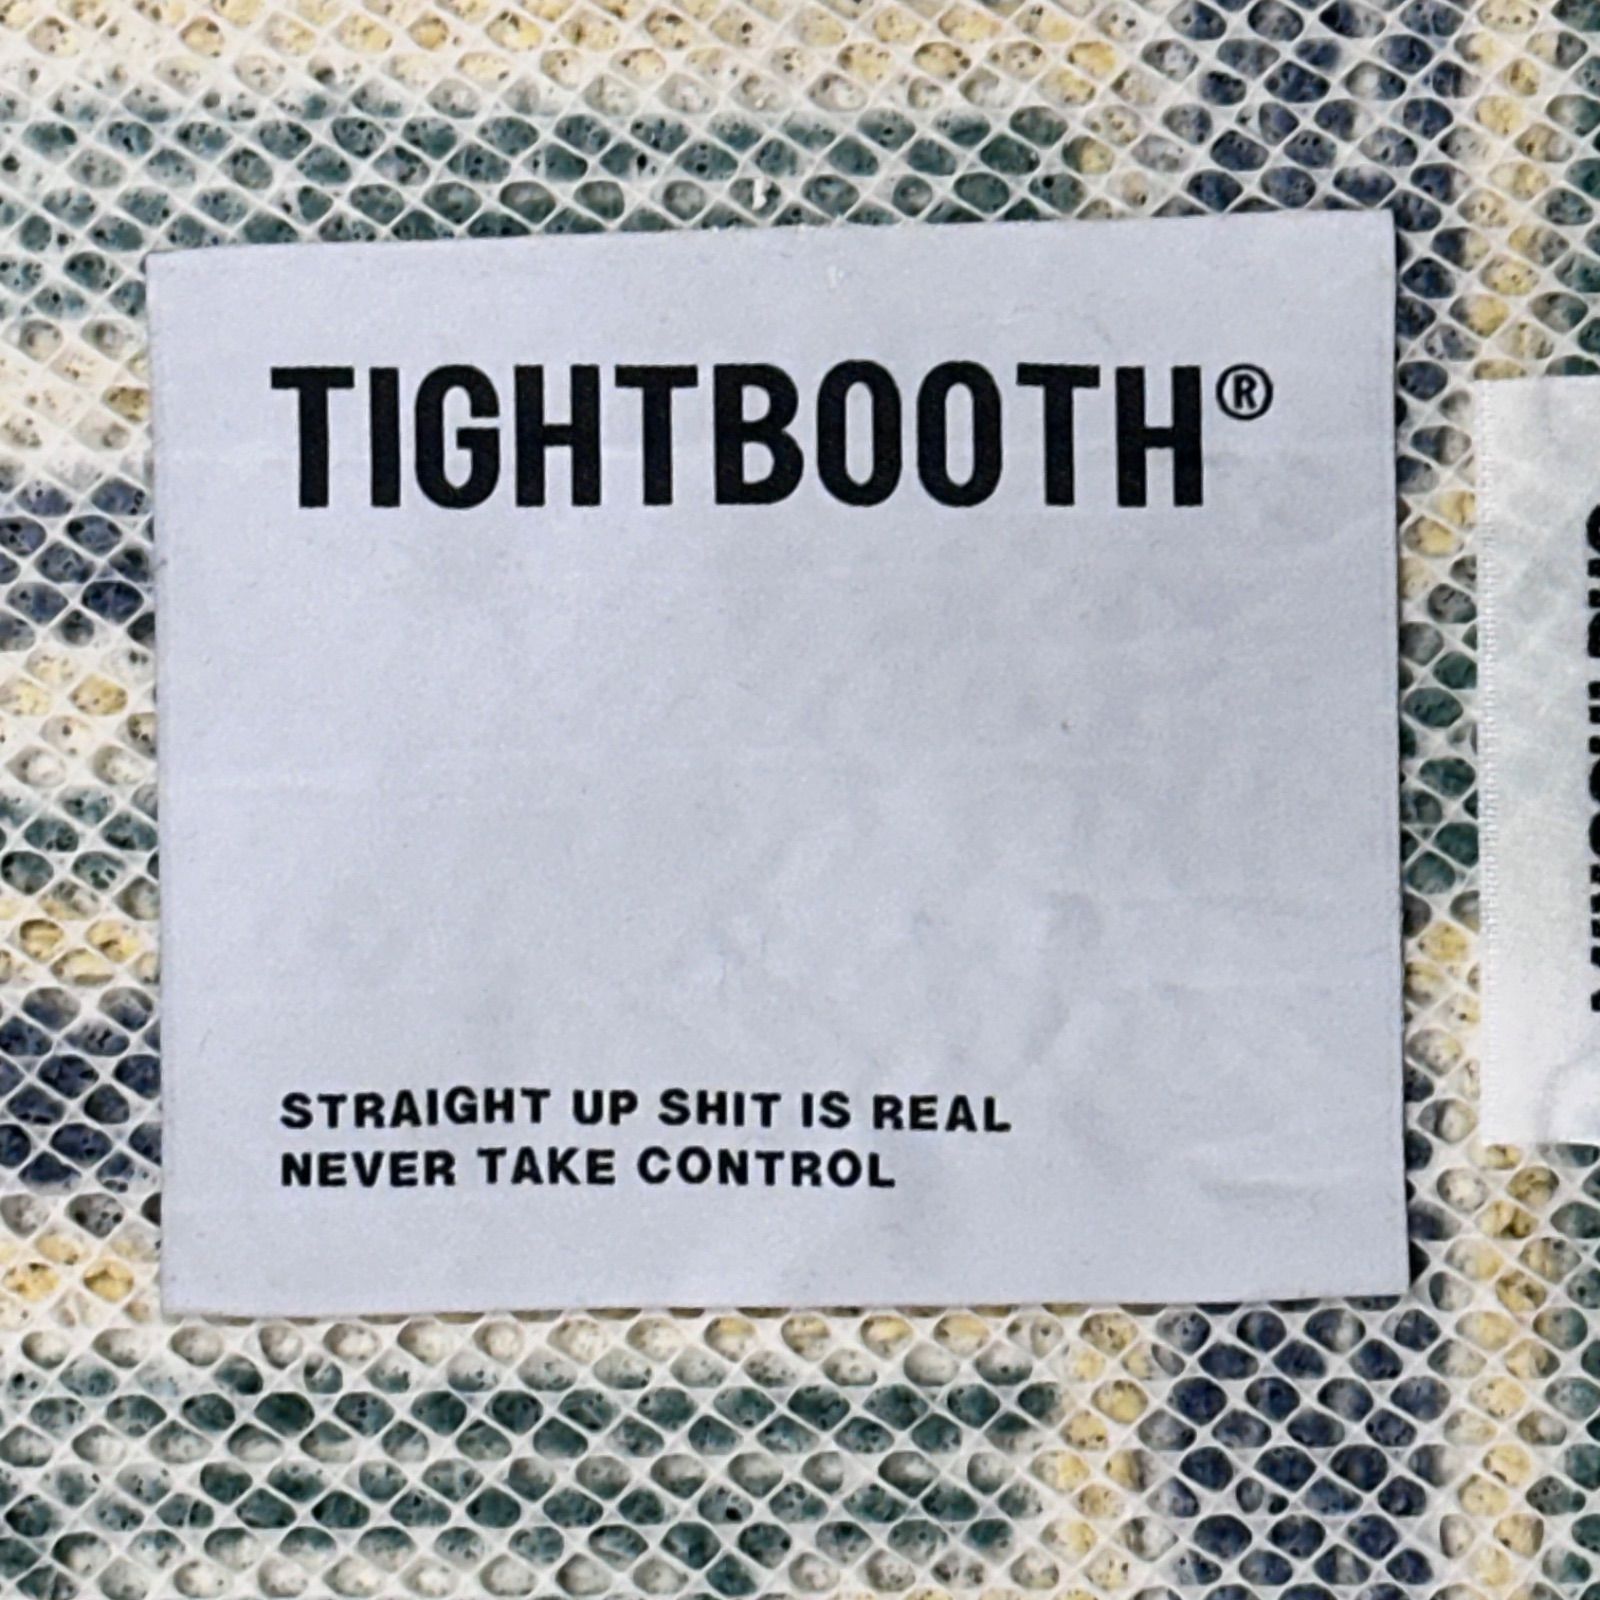 TIGHTBOOTH®
STRAIGHT UP SHIT IS REAL
NEVER TAKE CONTROL